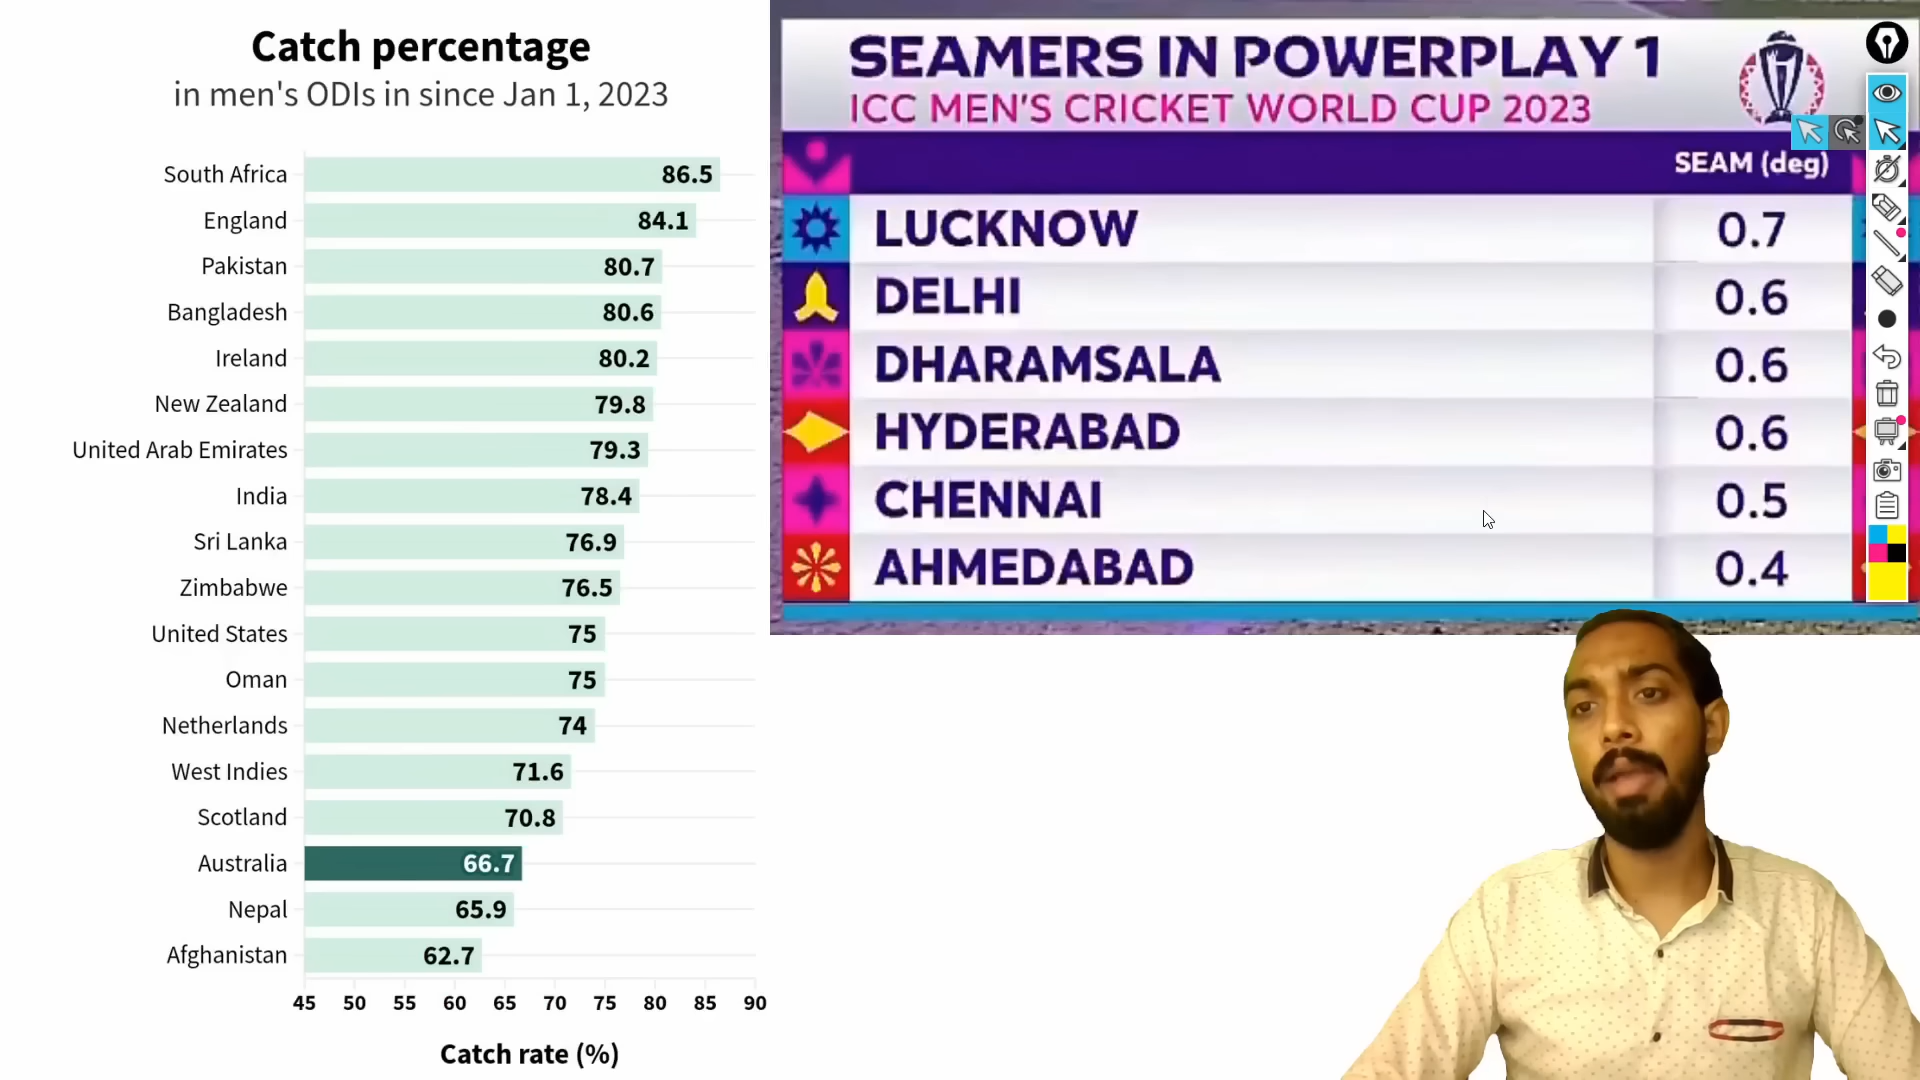 Catch percentage
in men's ODIs in since Jan 1, 2023
South Africa 86.5
England 84.1
Pakistan 80.7
Bangladesh 80.6
Ireland 80.2
New Zealand 79.8
United Arab Emirates 79.3
India 78.4
Sri Lanka 76.9
Zimbabwe 76.5
United States 75
Oman 75
Netherlands 74
West Indies 71.6
Scotland 70.8
Australia 66.7
Nepal 65.9
Afghanistan 62.7
45 50 55 60 65 70 75 80 85 90
Catch rate (%)
SEAMERS IN POWERPLAY 1
ICC MEN'S CRICKET WORLD CUP 2023
SEAM (deg)
LUCKNOW 0.7
DELHI 0.6
DHARAMSALA 0.6
HYDERABAD 0.6
CHENNAI 0.5
AHMEDABAD 0.4